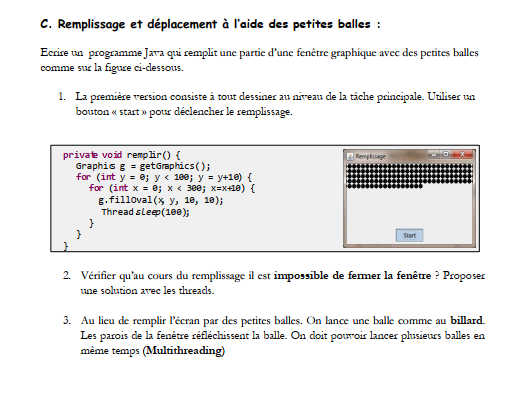 C. Remplissage et déplacement à l'aide des petites balles :
Ecrire un programme Java qui remplit une partie d'une fenêtre graphique avec des petites balles
comme sur la figure ci-dessous.
1. La première version consiste à tout dessiner au niveau de la tâche principale. Utiliser un
bouton « start » pour déclencher le remplissage.
private void remplir() {
Graphics g = getGraphics();
for (int y = 0; y < 100; y = y+10) {
for (int x = 0; x < 300; x=x+10) {
g.fillOval(x, y, 10, 10);
Thread.sleep(100);
}
}
}
Remplissage
Start
2. Vérifier qu'au cours du remplissage il est impossible de fermer la fenêtre ? Proposer
une solution avec les threads.
3. Au lieu de remplir l'écran par des petites balles. On lance une balle comme au billard.
Les parois de la fenêtre réfléchissent la balle. On doit pouvoir lancer plusieurs balles en
même temps (Multithreading)